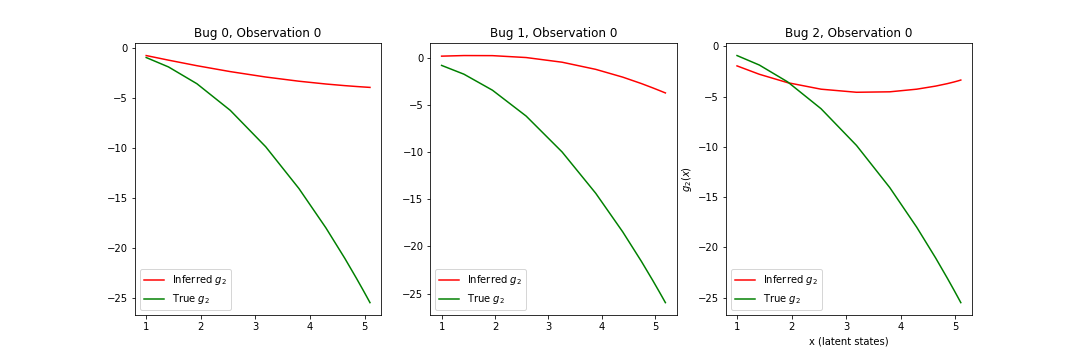 Bug 0, Observation 0
0
−5
−10
−15
−20
−25
1 2 3 4 5
Inferred g₂
True g₂
Bug 1, Observation 0
0
−5
−10
−15
−20
−25
1 2 3 4 5
Inferred g₂
True g₂
Bug 2, Observation 0
g₂(x)
0
−5
−10
−15
−20
−25
1 2 3 4 5
x (latent states)
Inferred g₂
True g₂